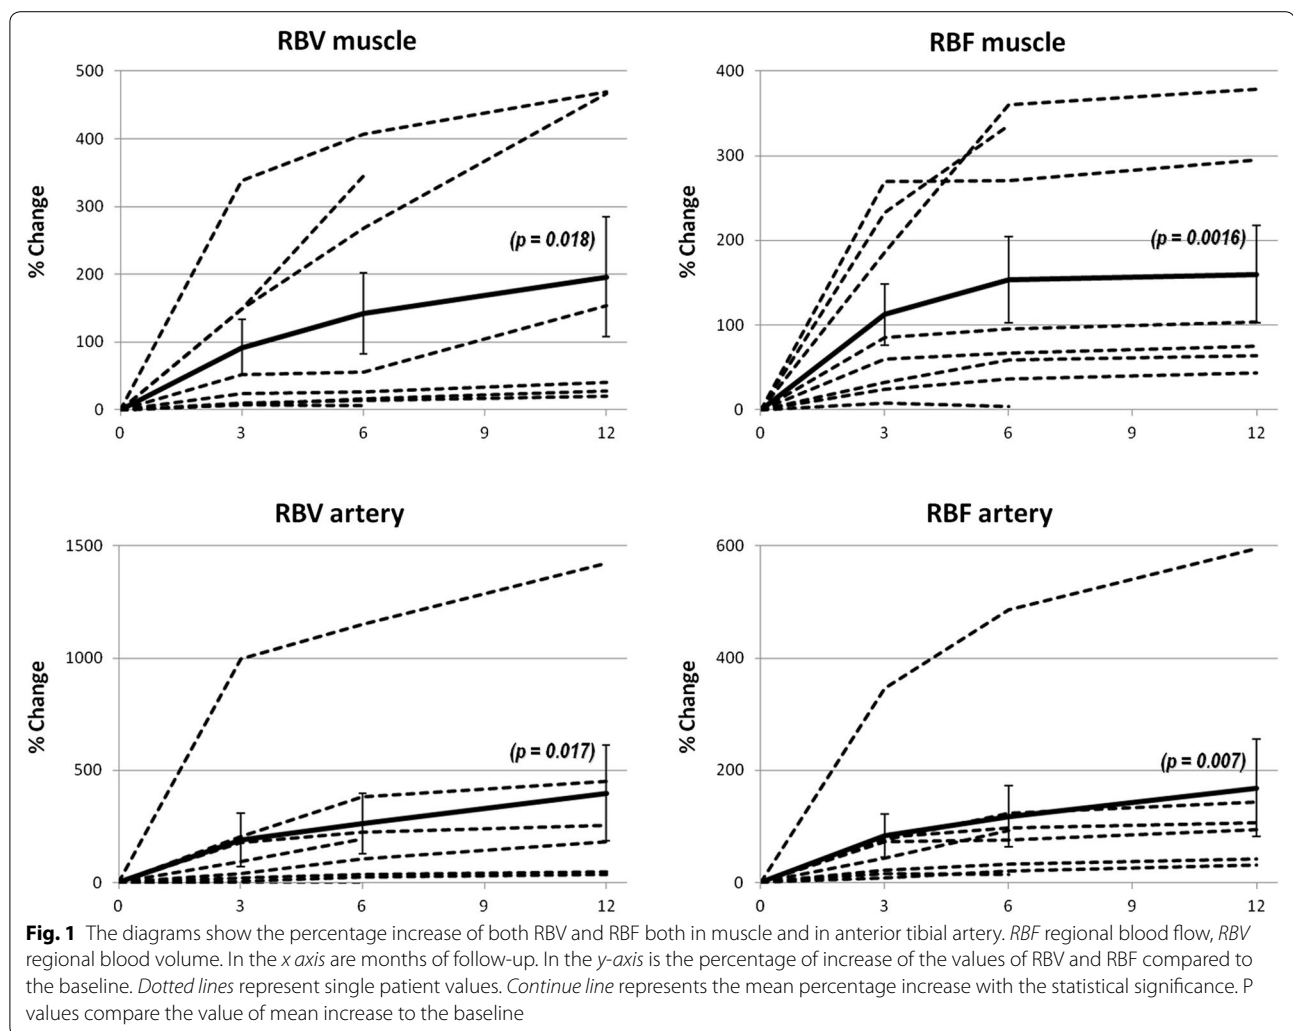 RBV muscle
500
400
300
200
100
0
% Change
(p = 0.018)
0 3 6 9 12
RBF muscle
400
300
200
100
0
% Change
(p = 0.0016)
0 3 6 9 12
RBV artery
1500
1000
500
0
% Change
(p = 0.017)
0 3 6 9 12
RBF artery
600
400
200
0
% Change
(p = 0.007)
0 3 6 9 12
Fig. 1 The diagrams show the percentage increase of both RBV and RBF both in muscle and in anterior tibial artery. RBF regional blood flow, RBV
regional blood volume. In the x axis are months of follow-up. In the y-axis is the percentage of increase of the values of RBV and RBF compared to
the baseline. Dotted lines represent single patient values. Continue line represents the mean percentage increase with the statistical significance. P
values compare the value of mean increase to the baseline